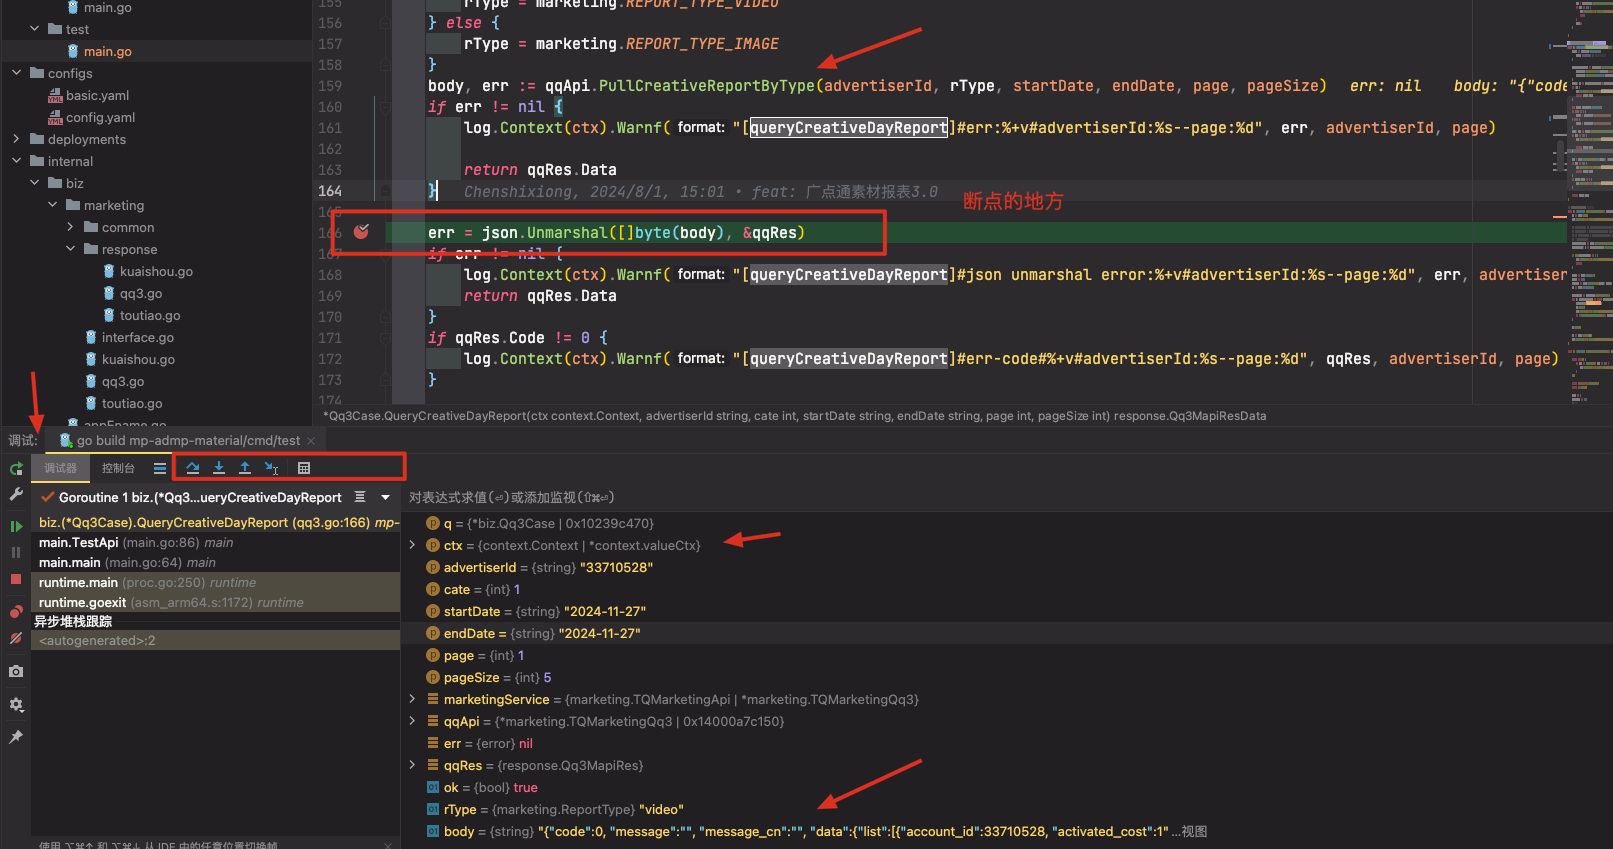 main.go
test
main.go
configs
basic.yaml
config.yaml
deployments
internal
biz
marketing
common
response
kuaishou.go
qq3.go
toutiao.go
interface.go
kuaishou.go
qq3.go
toutiao.go
appEname.go
155 rType = marketing.REPORT_TYPE_VIDEO
156 } else {
157 rType = marketing.REPORT_TYPE_IMAGE
158 }
159 body, err := qqApi.PullCreativeReportByType(advertiserId, rType, startDate, endDate, page, pageSize) err: nil body: "{"code
160 if err != nil {
161 log.Context(ctx).Warnf( format: "[queryCreativeDayReport]#err:%+v#advertiserId:%s--page:%d", err, advertiserId, page)
162
163 return qqRes.Data
164 } Chenshixiong, 2024/8/1, 15:01 • feat: 广点通素材报表3.0
断点的地方
165
166 err = json.Unmarshal([]byte(body), &qqRes)
167 if err != nil {
168 log.Context(ctx).Warnf( format: "[queryCreativeDayReport]#json unmarshal error:%+v#advertiserId:%s--page:%d", err, advertiser
169 return qqRes.Data
170 }
171 if qqRes.Code != 0 {
172 log.Context(ctx).Warnf( format: "[queryCreativeDayReport]#err-code#%+v#advertiserId:%s--page:%d", qqRes, advertiserId, page)
173 }
174
*Qq3Case.QueryCreativeDayReport(ctx context.Context, advertiserId string, cate int, startDate string, endDate string, page int, pageSize int) response.Qq3MapiResData
调试: go build mp-admp-material/cmd/test
调试器 控制台
Goroutine 1 biz.(*Qq3...ueryCreativeDayReport
biz.(*Qq3Case).QueryCreativeDayReport (qq3.go:166) mp-
main.TestApi (main.go:86) main
main.main (main.go:64) main
runtime.main (proc.go:250) runtime
runtime.goexit (asm_arm64.s:1172) runtime
异步堆栈跟踪
<autogenerated>:2
使用 ⌥⌘↑ 和 ⌥⌘↓ 从 IDE 中的任意位置切换帧
对表达式求值(⏎)或添加监视(⇧⌘⏎)
q = {*biz.Qq3Case | 0x10239c470}
ctx = {context.Context | *context.valueCtx}
advertiserId = {string} "33710528"
cate = {int} 1
startDate = {string} "2024-11-27"
endDate = {string} "2024-11-27"
page = {int} 1
pageSize = {int} 5
marketingService = {marketing.TQMarketingApi | *marketing.TQMarketingQq3}
qqApi = {*marketing.TQMarketingQq3 | 0x14000a7c150}
err = {error} nil
qqRes = {response.Qq3MapiRes}
ok = {bool} true
rType = {marketing.ReportType} "video"
body = {string} "{"code":0, "message":"", "message_cn":"", "data":{"list":[{"account_id":33710528, "activated_cost":1" ...视图